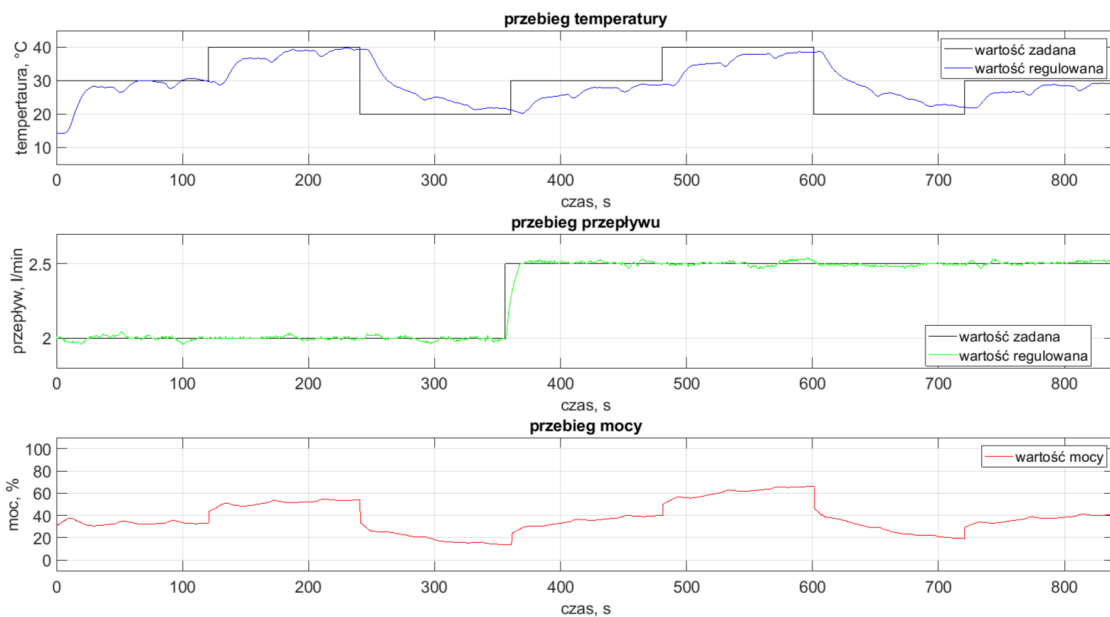 przebieg temperatury
tempertaura, °C
40
30
20
10
wartość zadana
wartość regulowana
0 100 200 300 400 500 600 700 800
czas, s
przebieg przepływu
przepływ, l/min
2.5
2
wartość zadana
wartość regulowana
0 100 200 300 400 500 600 700 800
czas, s
przebieg mocy
moc, %
100
80
60
40
20
0
wartość mocy
0 100 200 300 400 500 600 700 800
czas, s